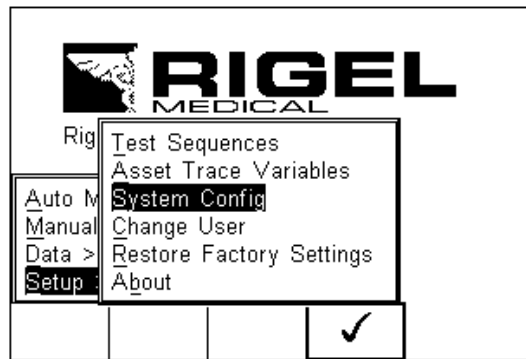 RIGEL
MEDICAL
Rig
Test Sequences
Asset Trace Variables
System Config
Change User
Restore Factory Settings
About
Auto M
Manual
Data >
Setup